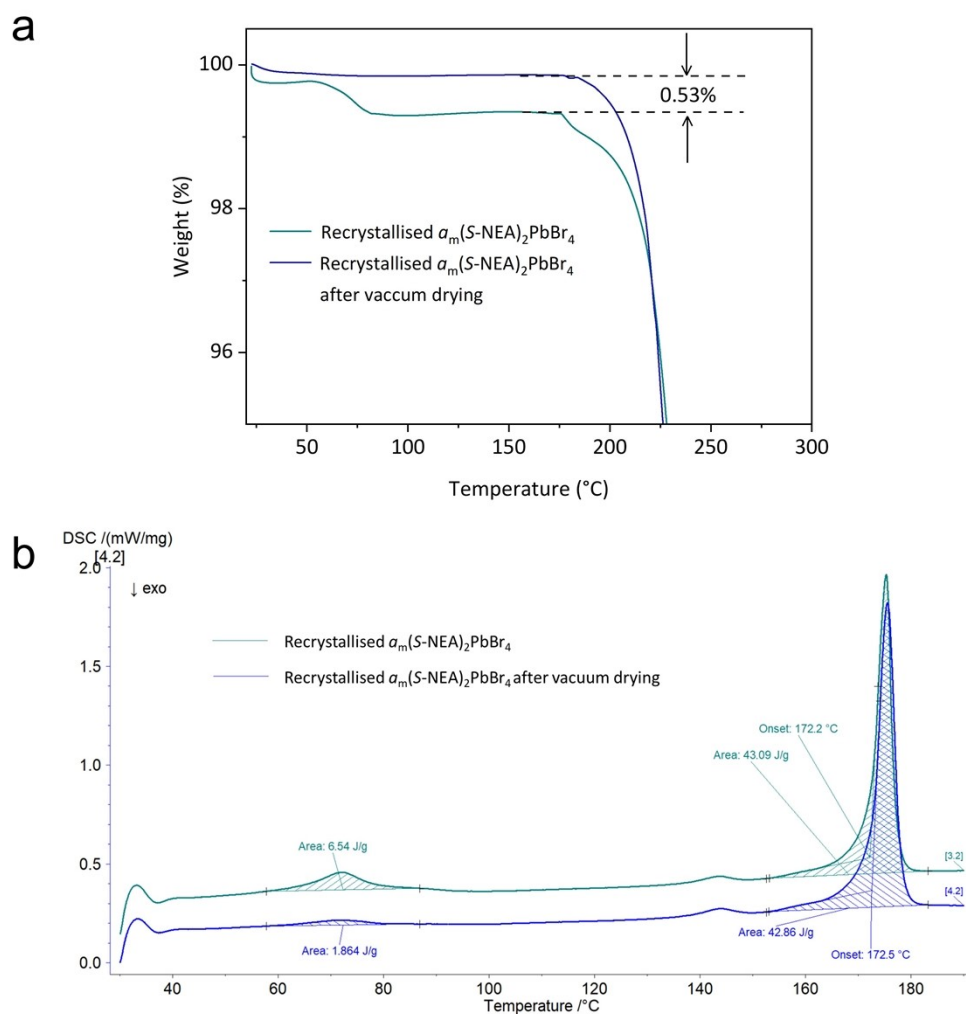 a
100
98
96
Weight (%)
0.53%
Recrystallised am(S-NEA)2PbBr4
Recrystallised am(S-NEA)2PbBr4
after vaccum drying
50
100
150
200
250
300
Temperature (°C)
b
DSC /(mW/mg)
[4.2]
2.0
↓ exo
Recrystallised am(S-NEA)2PbBr4
Recrystallised am(S-NEA)2PbBr4 after vacuum drying
1.5
Onset: 172.2 °C
Area: 43.09 J/g
1.0
Area: 6.54 J/g
0.5
[3.2]
[4.2]
Area: 1.864 J/g
Area: 42.86 J/g
Onset: 172.5 °C
0.0
40
60
80
100
120
140
160
180
Temperature /°C